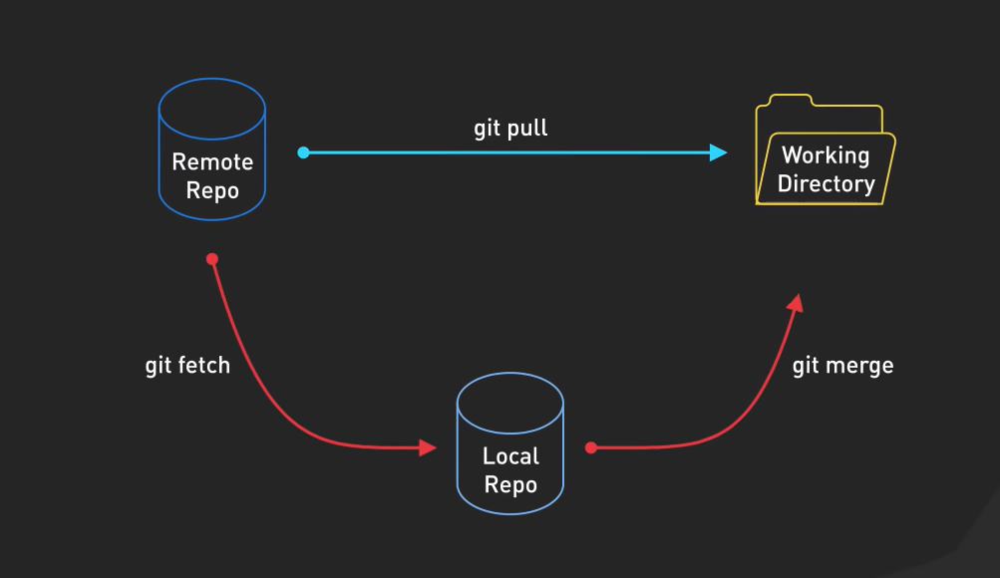 git pull
Remote
Repo
Working
Directory
git fetch
git merge
Local
Repo